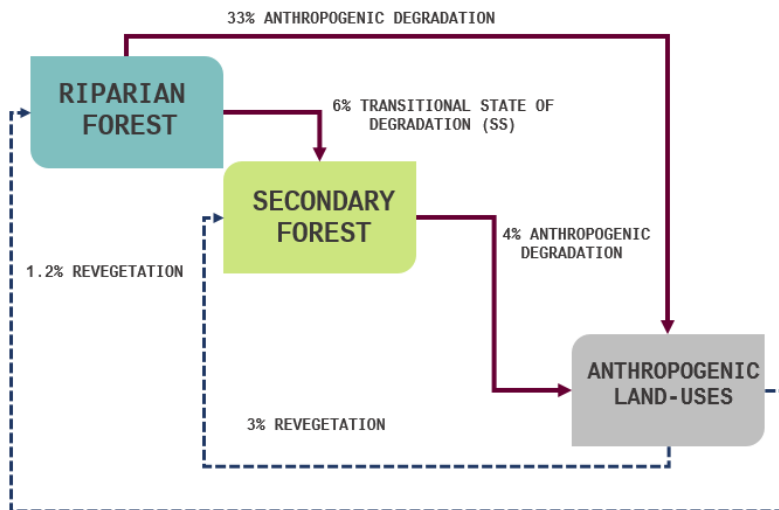 33% ANTHROPOGENIC DEGRADATION
RIPARIAN
FOREST
6% TRANSITIONAL STATE OF
DEGRADATION (SS)
SECONDARY
FOREST
4% ANTHROPOGENIC
DEGRADATION
1.2% REVEGETATION
ANTHROPOGENIC
LAND-USES
3% REVEGETATION